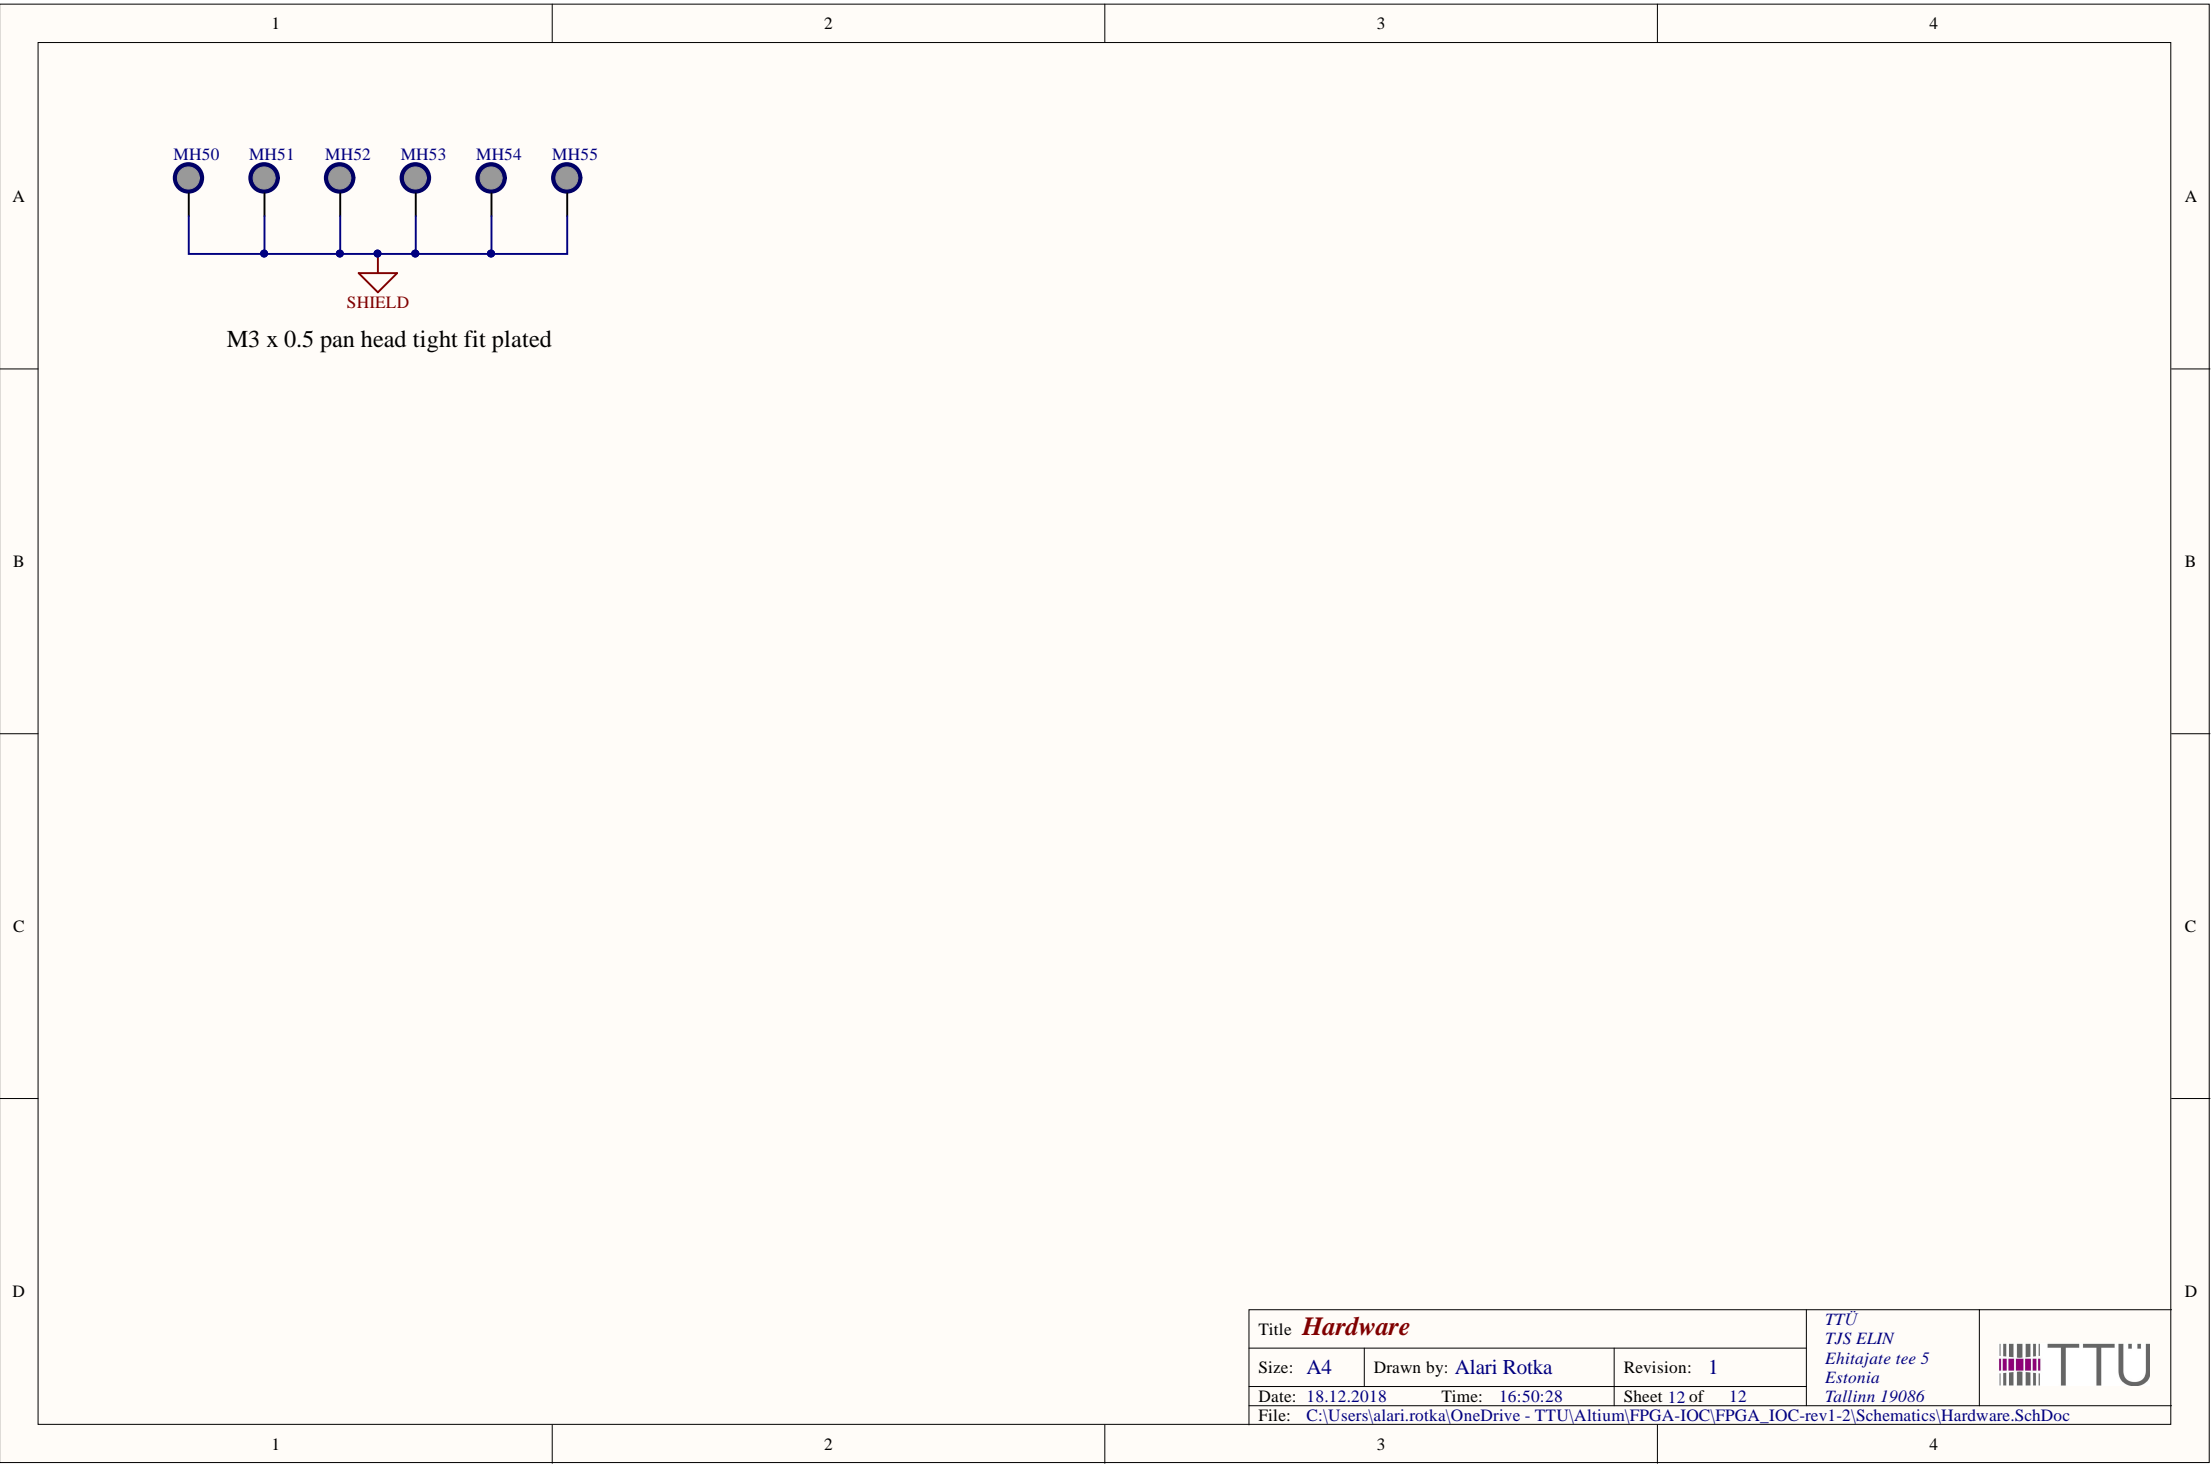 1 2 3 4
MH50 MH51 MH52 MH53 MH54 MH55
A A
SHIELD
M3 x 0.5 pan head tight fit plated
B B
C C
D D
Title Hardware
Size: A4 Drawn by: Alari Rotka Revision: 1
Date: 18.12.2018 Time: 16:50:28 Sheet 12 of 12
File: C:\Users\alari.rotka\OneDrive - TTU\Altium\FPGA-IOC\FPGA_IOC-rev1-2\Schematics\Hardware.SchDoc
TTÜ
TJS ELIN
Ehitajate tee 5
Estonia
Tallinn 19086
TTÜ
1 2 3 4